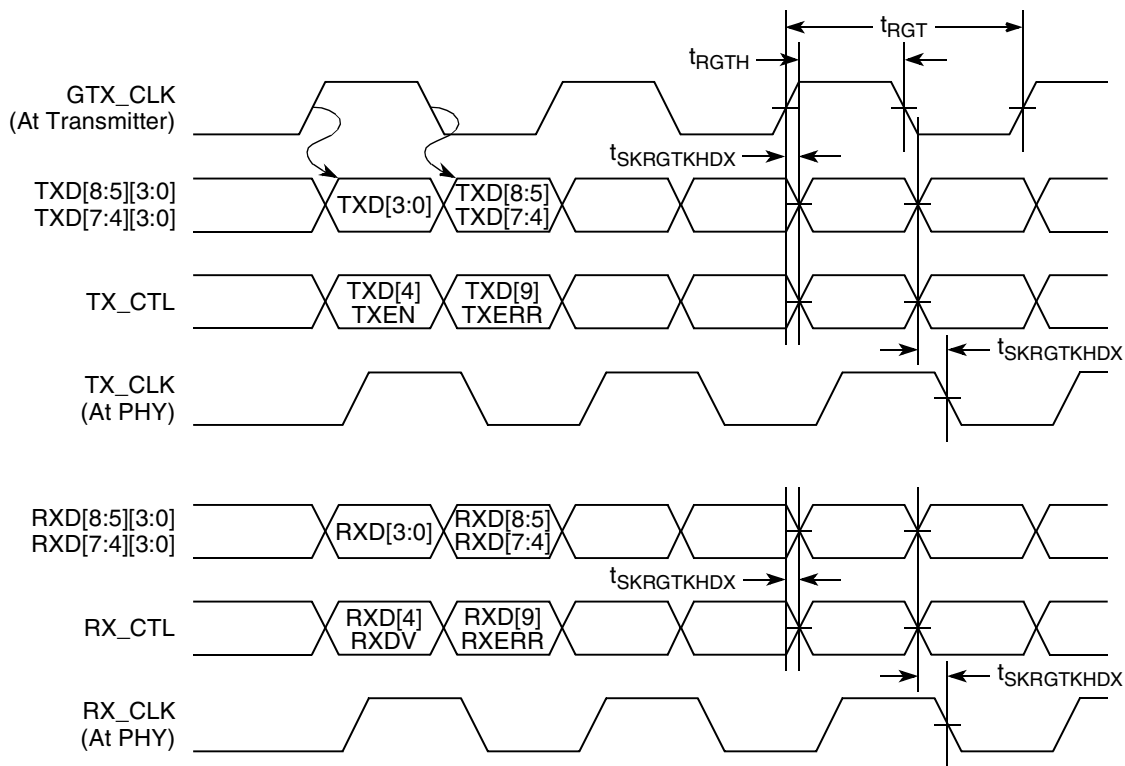 tRGT
tRGTH
GTX_CLK
(At Transmitter)
tSKRGTKHDX
TXD[8:5][3:0]
TXD[7:4][3:0]
TXD[3:0]
TXD[8:5]
TXD[7:4]
TX_CTL
TXD[4]
TXEN
TXD[9]
TXERR
tSKRGTKHDX
TX_CLK
(At PHY)
RXD[8:5][3:0]
RXD[7:4][3:0]
RXD[3:0]
RXD[8:5]
RXD[7:4]
tSKRGTKHDX
RX_CTL
RXD[4]
RXDV
RXD[9]
RXERR
tSKRGTKHDX
RX_CLK
(At PHY)